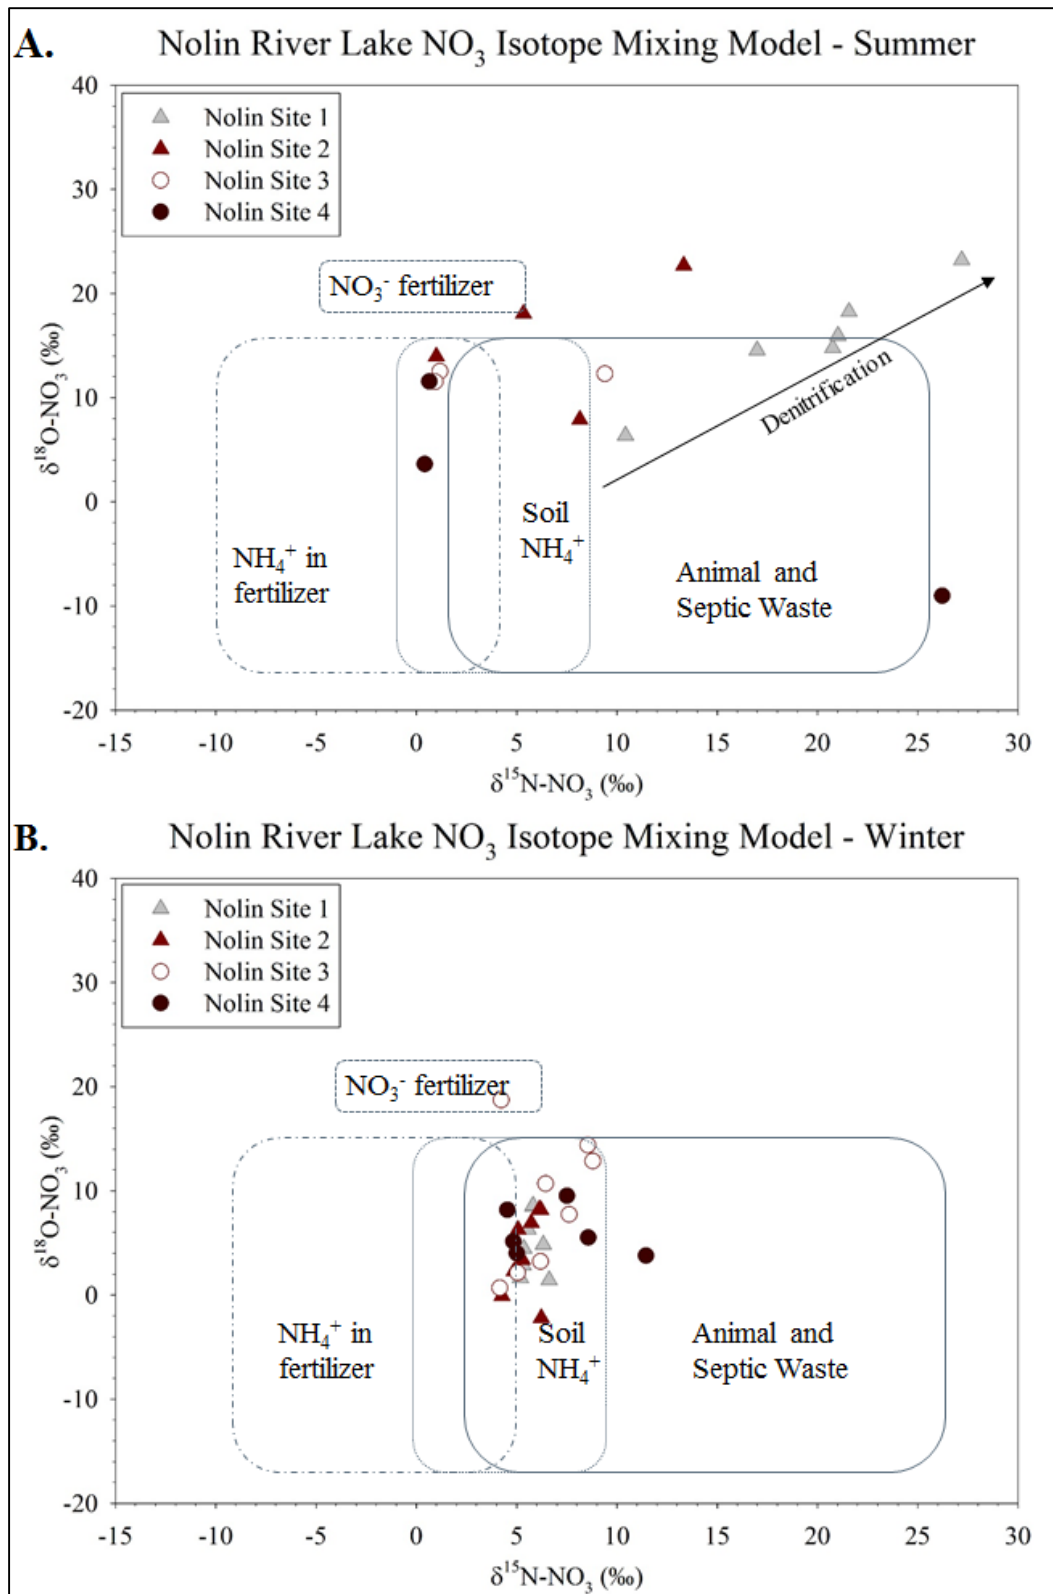 A.
Nolin River Lake NO₃ Isotope Mixing Model - Summer
40
30
20
10
0
-10
-20
δ¹⁸O-NO₃ (‰)
Nolin Site 1
Nolin Site 2
Nolin Site 3
Nolin Site 4
NO₃⁻ fertilizer
Denitrification
Soil
NH₄⁺
NH₄⁺ in
fertilizer
Animal and
Septic Waste
-15 -10 -5 0 5 10 15 20 25 30
δ¹⁵N-NO₃ (‰)
B.
Nolin River Lake NO₃ Isotope Mixing Model - Winter
40
30
20
10
0
-10
-20
δ¹⁸O-NO₃ (‰)
Nolin Site 1
Nolin Site 2
Nolin Site 3
Nolin Site 4
NO₃⁻ fertilizer
NH₄⁺ in
fertilizer
Soil
NH₄⁺
Animal and
Septic Waste
-15 -10 -5 0 5 10 15 20 25 30
δ¹⁵N-NO₃ (‰)